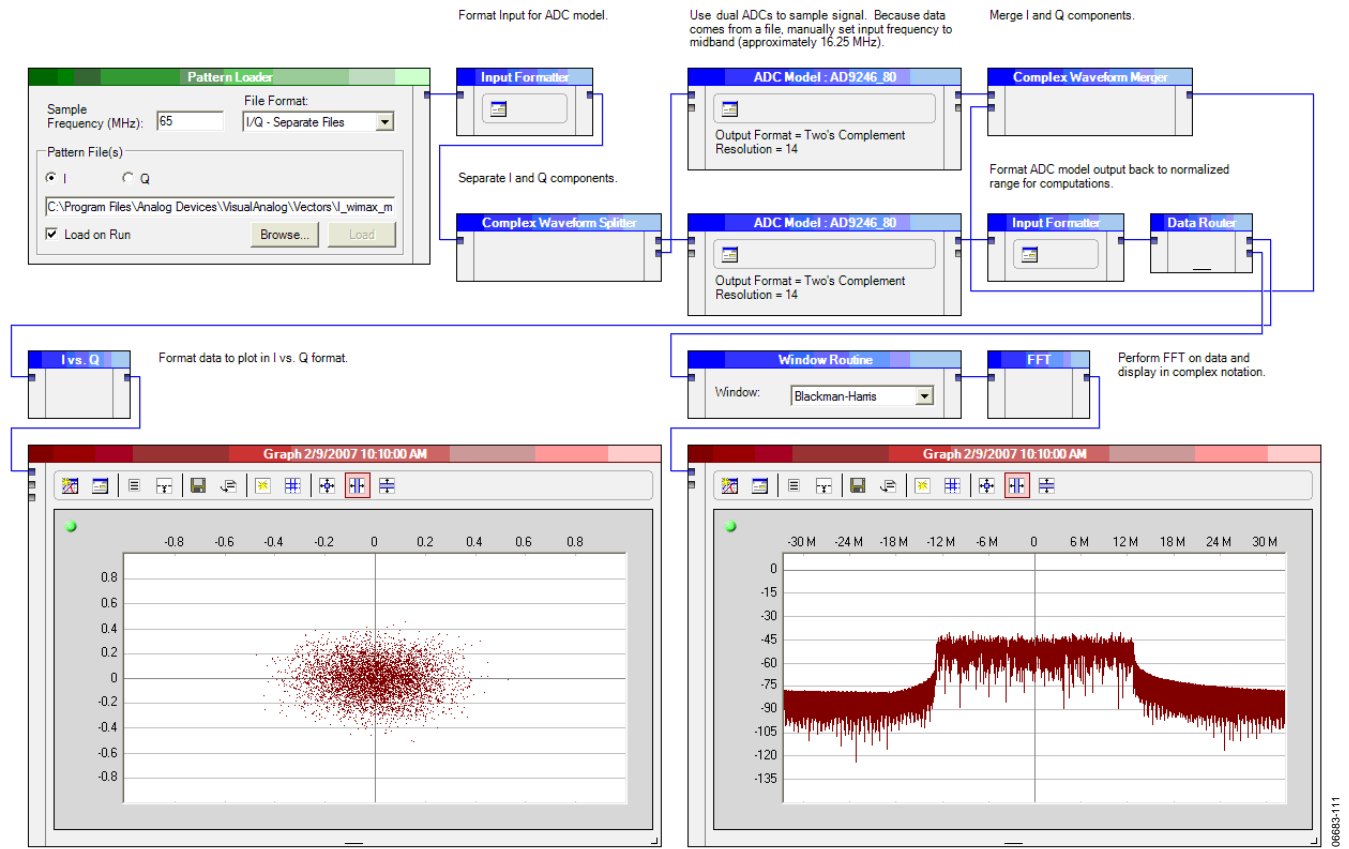 Format Input for ADC model.
Use dual ADCs to sample signal. Because data
comes from a file, manually set input frequency to
midband (approximately 16.25 MHz).
Merge I and Q components.
Pattern Loader
Sample
Frequency (MHz):
65
File Format:
I/Q - Separate Files
Pattern File(s)
I
Q
C:\Program Files\Analog Devices\VisualAnalog\Vectors\I_wimax_m
Load on Run
Browse...
Load
Input Formatter
ADC Model : AD9246_80
Output Format = Two's Complement
Resolution = 14
Complex Waveform Merger
Separate I and Q components.
Format ADC model output back to normalized
range for computations.
Complex Waveform Splitter
ADC Model : AD9246_80
Output Format = Two's Complement
Resolution = 14
Input Formatter
Data Router
I vs. Q
Format data to plot in I vs. Q format.
Window Routine
Window:
Blackman-Harris
FFT
Perform FFT on data and
display in complex notation.
Graph 2/9/2007 10:10:00 AM
-0.8 -0.6 -0.4 -0.2 0 0.2 0.4 0.6 0.8
0.8
0.6
0.4
0.2
0
-0.2
-0.4
-0.6
-0.8
Graph 2/9/2007 10:10:00 AM
-30 M -24 M -18 M -12 M -6 M 0 6 M 12 M 18 M 24 M 30 M
0
-15
-30
-45
-60
-75
-90
-105
-120
-135
06683-111